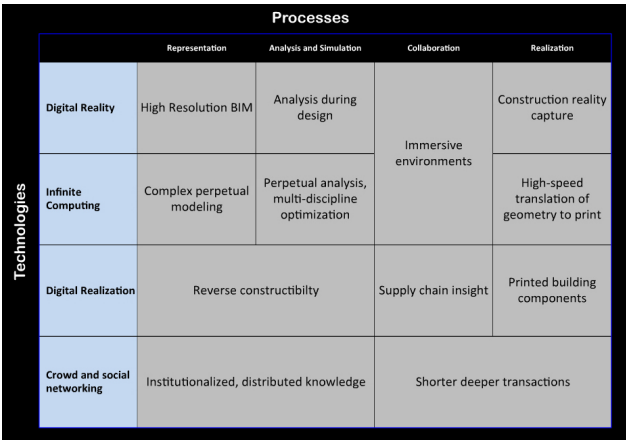 Processes
Representation
Analysis and Simulation
Collaboration
Realization
Technologies
Digital Reality
High Resolution BIM
Analysis during
design
Immersive
environments
Construction reality
capture
Infinite
Computing
Complex perpetual
modeling
Perpetual analysis,
multi-discipline
optimization
High-speed
translation of
geometry to print
Digital Realization
Reverse constructibilty
Supply chain insight
Printed building
components
Crowd and social
networking
Institutionalized, distributed knowledge
Shorter deeper transactions